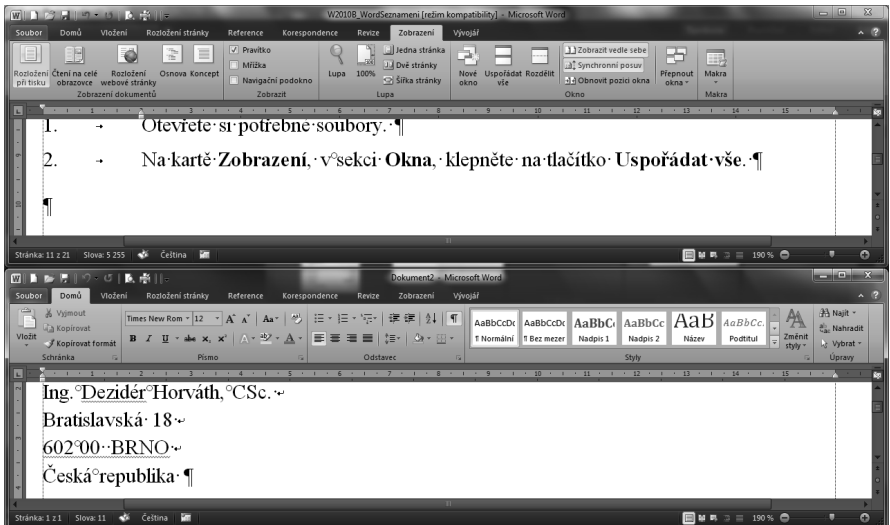 W2010B_WordSeznameni [režim kompatibility] - Microsoft Word
Soubor Domů Vložení Rozložení stránky Reference Korespondence Revize Zobrazení Vývojář
Rozložení při tisku
Čtení na celé obrazovce
Rozložení webové stránky
Osnova
Koncept
Zobrazení dokumentů
Pravítko
Mřížka
Navigační podokno
Zobrazit
Lupa
100%
Jedna stránka
Dvě stránky
Šířka stránky
Lupa
Nové okno
Uspořádat vše
Rozdělit
Zobrazit vedle sebe
Synchronní posuv
Obnovit pozici okna
Přepnout okna
Okno
Makra
Makra
1. → Otevřete·si·potřebné·soubory.·¶
2. → Na·kartě·Zobrazení,·v°sekci·Okna,·klepněte·na·tlačítko·Uspořádat·vše.·¶
¶
Stránka: 11 z 21 Slova: 5 255 Čeština 190 %
Dokument2 - Microsoft Word
Soubor Domů Vložení Rozložení stránky Reference Korespondence Revize Zobrazení Vývojář
Vložit
Vyjmout
Kopírovat
Kopírovat formát
Schránka
Times New Rom 12
Písmo
Odstavec
AaBbCcDc AaBbCcDc AaBbC AaBbCc AaB AaBbCc.
¶ Normální ¶ Bez mezer Nadpis 1 Nadpis 2 Název Podtitul
Změnit styly
Styly
Najít
Nahradit
Vybrat
Úpravy
Ing.°Dezidér°Horváth,°CSc.·↵
Bratislavská·18·↵
602°00··BRNO·↵
Česká°republika·¶
Stránka: 1 z 1 Slova: 11 Čeština 190 %